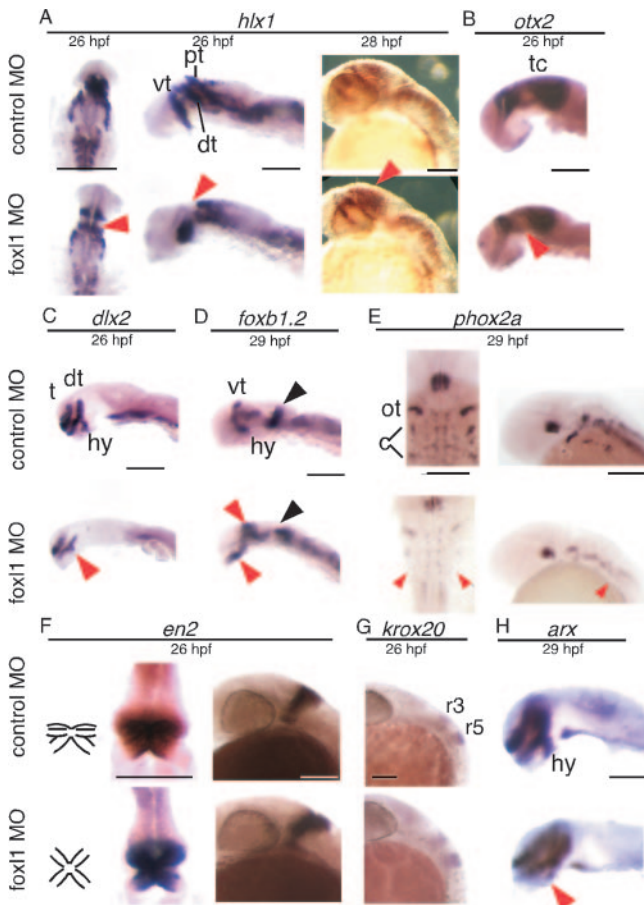 A hlx1 B otx2
26 hpf 26 hpf 28 hpf 26 hpf
control MO
pt
vt
dt
tc
foxl1 MO
C dlx2 D foxb1.2 E phox2a
26 hpf 29 hpf 29 hpf
control MO
t dt
hy
vt
hy
ot
c
foxl1 MO
F en2 G krox20 H arx
26 hpf 26 hpf 29 hpf
control MO
r3
r5
hy
foxl1 MO